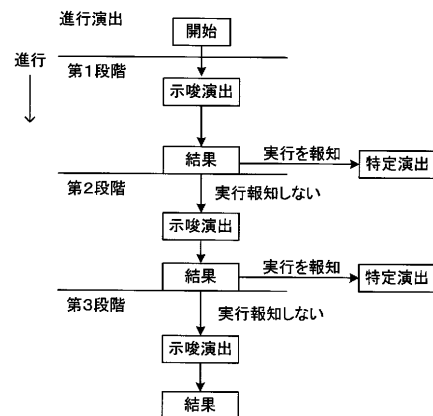 進行演出
開始
進行
第1段階
示唆演出
結果
実行を報知
特定演出
第2段階
実行報知しない
示唆演出
結果
実行を報知
特定演出
第3段階
実行報知しない
示唆演出
結果